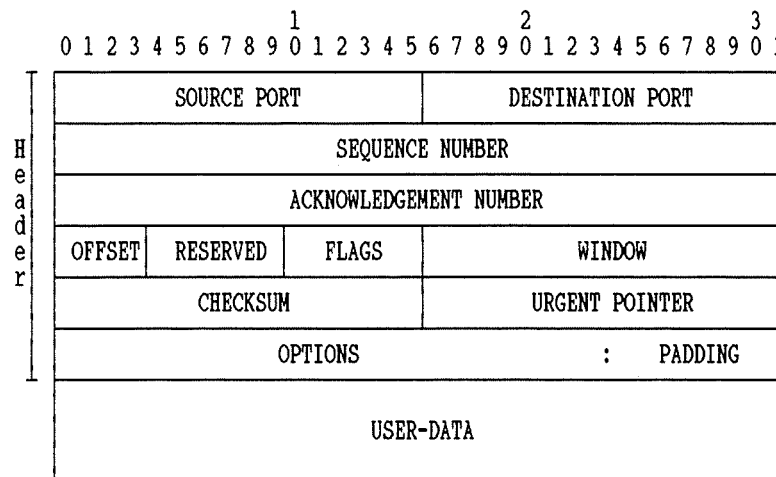 1 2 3
0 1 2 3 4 5 6 7 8 9 0 1 2 3 4 5 6 7 8 9 0 1 2 3 4 5 6 7 8 9 0
SOURCE PORT DESTINATION PORT
SEQUENCE NUMBER
ACKNOWLEDGEMENT NUMBER
OFFSET RESERVED FLAGS WINDOW
CHECKSUM URGENT POINTER
OPTIONS : PADDING
Header
USER-DATA